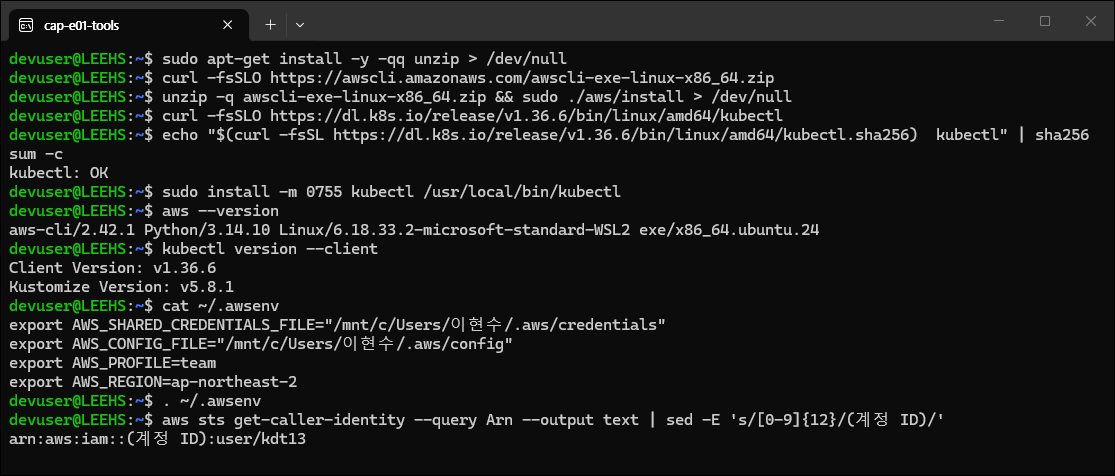 cap-e01-tools
devuser@LEEHS:~$ sudo apt-get install -y -qq unzip > /dev/null
devuser@LEEHS:~$ curl -fsSLO https://awscli.amazonaws.com/awscli-exe-linux-x86_64.zip
devuser@LEEHS:~$ unzip -q awscli-exe-linux-x86_64.zip && sudo ./aws/install > /dev/null
devuser@LEEHS:~$ curl -fsSLO https://dl.k8s.io/release/v1.36.6/bin/linux/amd64/kubectl
devuser@LEEHS:~$ echo "$(curl -fsSL https://dl.k8s.io/release/v1.36.6/bin/linux/amd64/kubectl.sha256)  kubectl" | sha256
sum -c
kubectl: OK
devuser@LEEHS:~$ sudo install -m 0755 kubectl /usr/local/bin/kubectl
devuser@LEEHS:~$ aws --version
aws-cli/2.42.1 Python/3.14.10 Linux/6.18.33.2-microsoft-standard-WSL2 exe/x86_64.ubuntu.24
devuser@LEEHS:~$ kubectl version --client
Client Version: v1.36.6
Kustomize Version: v5.8.1
devuser@LEEHS:~$ cat ~/.awsenv
export AWS_SHARED_CREDENTIALS_FILE="/mnt/c/Users/이현수/.aws/credentials"
export AWS_CONFIG_FILE="/mnt/c/Users/이현수/.aws/config"
export AWS_PROFILE=team
export AWS_REGION=ap-northeast-2
devuser@LEEHS:~$ . ~/.awsenv
devuser@LEEHS:~$ aws sts get-caller-identity --query Arn --output text | sed -E 's/[0-9]{12}/(계정 ID)/'
arn:aws:iam::(계정 ID):user/kdt13